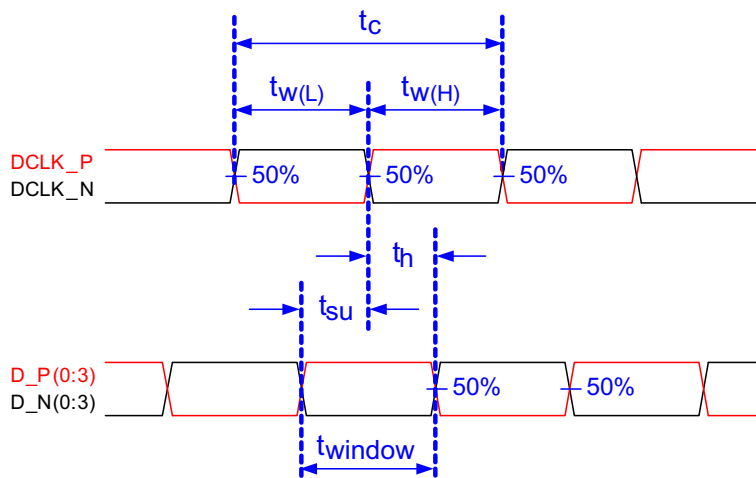 tc
tw(L) tw(H)
DCLK_P
DCLK_N
50% 50% 50%
th
tsu
D_P(0:3)
D_N(0:3)
50% 50%
twindow